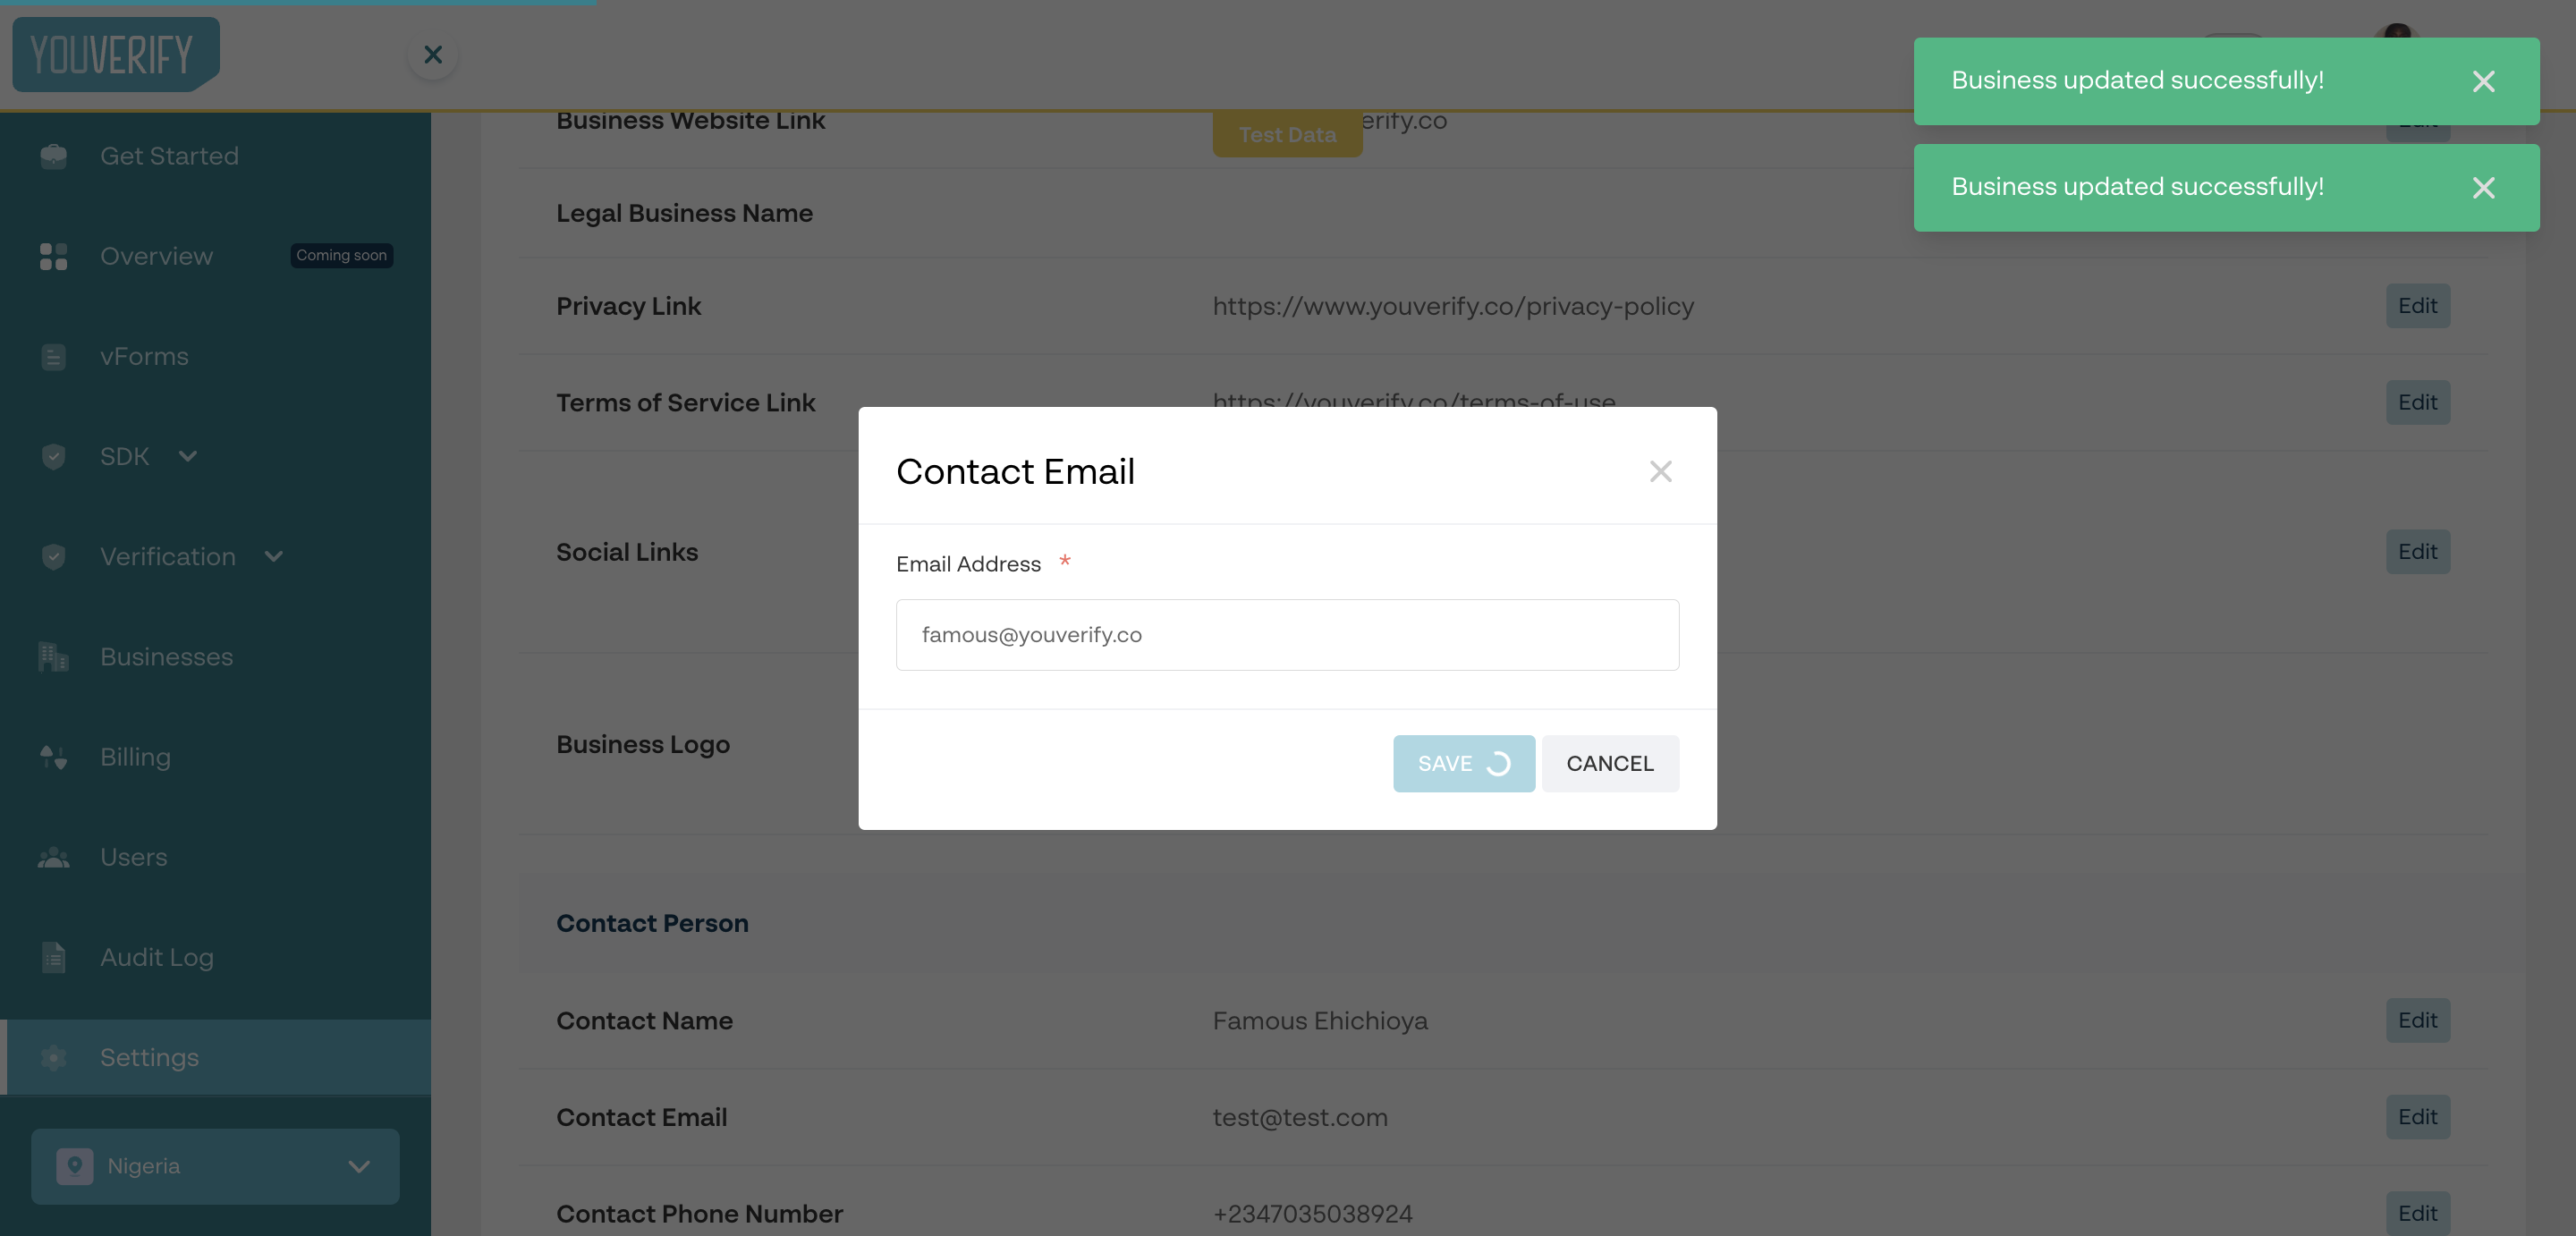 YOUVERIFY
Business updated successfully!
Business updated successfully!
Get Started
Overview
Coming soon
vForms
SDK
Verification
Businesses
Billing
Users
Audit Log
Settings
Nigeria
Business Website Link
Test Data
erify.co
Edit
Legal Business Name
Privacy Link
https://www.youverify.co/privacy-policy
Edit
Terms of Service Link
https://youverify.co/terms-of-use
Edit
Social Links
Edit
Business Logo
Contact Email
Email Address *
famous@youverify.co
SAVE
CANCEL
Contact Person
Contact Name
Famous Ehichioya
Edit
Contact Email
test@test.com
Edit
Contact Phone Number
+2347035038924
Edit